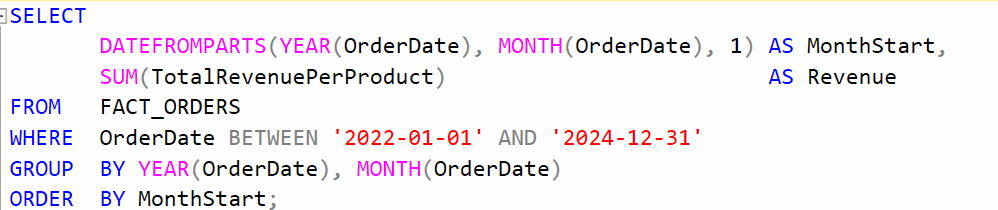 SELECT
DATEFROMPARTS(YEAR(OrderDate), MONTH(OrderDate), 1) AS MonthStart,
SUM(TotalRevenuePerProduct) AS Revenue
FROM FACT_ORDERS
WHERE OrderDate BETWEEN '2022-01-01' AND '2024-12-31'
GROUP BY YEAR(OrderDate), MONTH(OrderDate)
ORDER BY MonthStart;